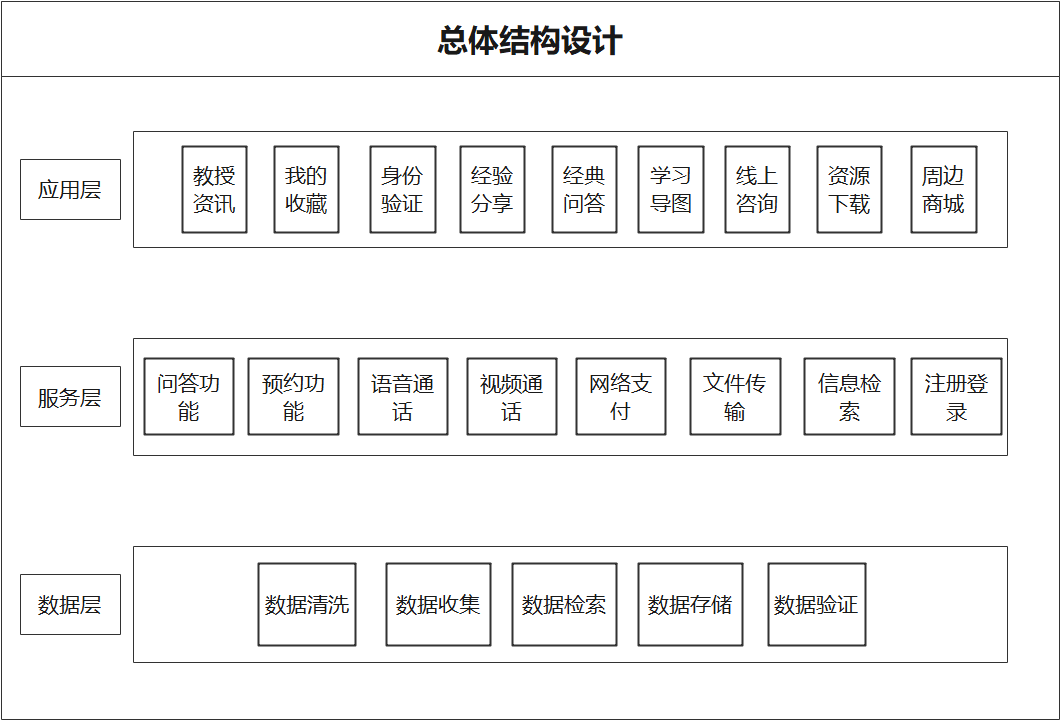 总体结构设计
应用层
教授
资讯
我的
收藏
身份
验证
经验
分享
经典
问答
学习
导图
线上
咨询
资源
下载
周边
商城
服务层
问答功
能
预约功
能
语音通
话
视频通
话
网络支
付
文件传
输
信息检
索
注册登
录
数据层
数据清洗
数据收集
数据检索
数据存储
数据验证